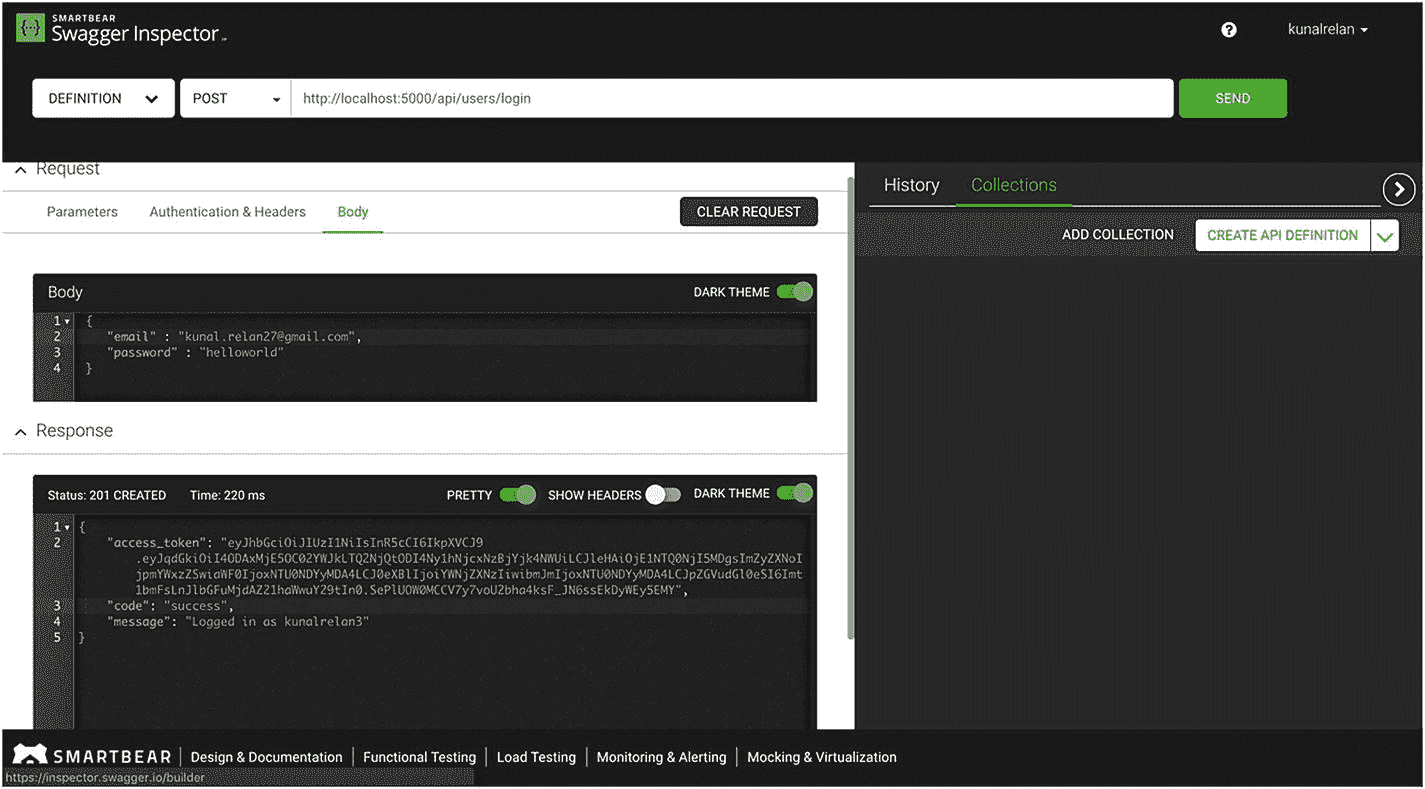 SMARTBEAR
Swagger Inspector
kunalrelan
DEFINITION
POST
http://localhost:5000/api/users/login
SEND
Request
Parameters
Authentication & Headers
Body
CLEAR REQUEST
History
Collections
ADD COLLECTION
CREATE API DEFINITION
Body
DARK THEME
1 {
2 "email" : "kunal.relan27@gmail.com",
3 "password" : "helloworld"
4 }
Response
Status: 201 CREATED
Time: 220 ms
PRETTY
SHOW HEADERS
DARK THEME
1 {
2 "access_token": "eyJhbGciOiJIUzI1NiIsInR5cCI6IkpXVCJ9
3 "code": "success",
4 "message": "Logged in as kunalrelan3"
5 }
SMARTBEAR
Design & Documentation
Functional Testing
Load Testing
Monitoring & Alerting
Mocking & Virtualization
https://inspector.swagger.io/builder